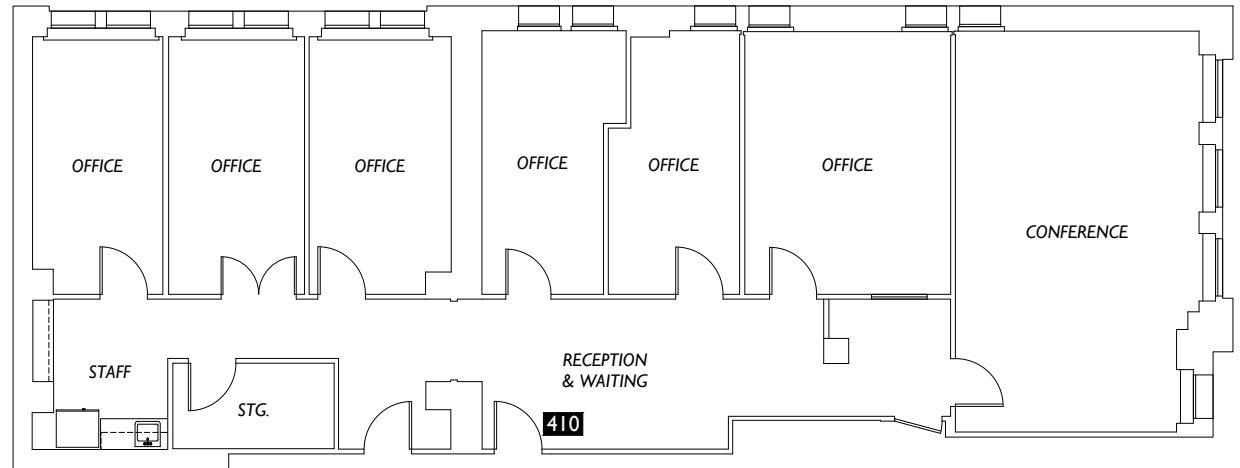 OFFICE
OFFICE
OFFICE
OFFICE
OFFICE
OFFICE
CONFERENCE
STAFF
STG.
RECEPTION
& WAITING
410